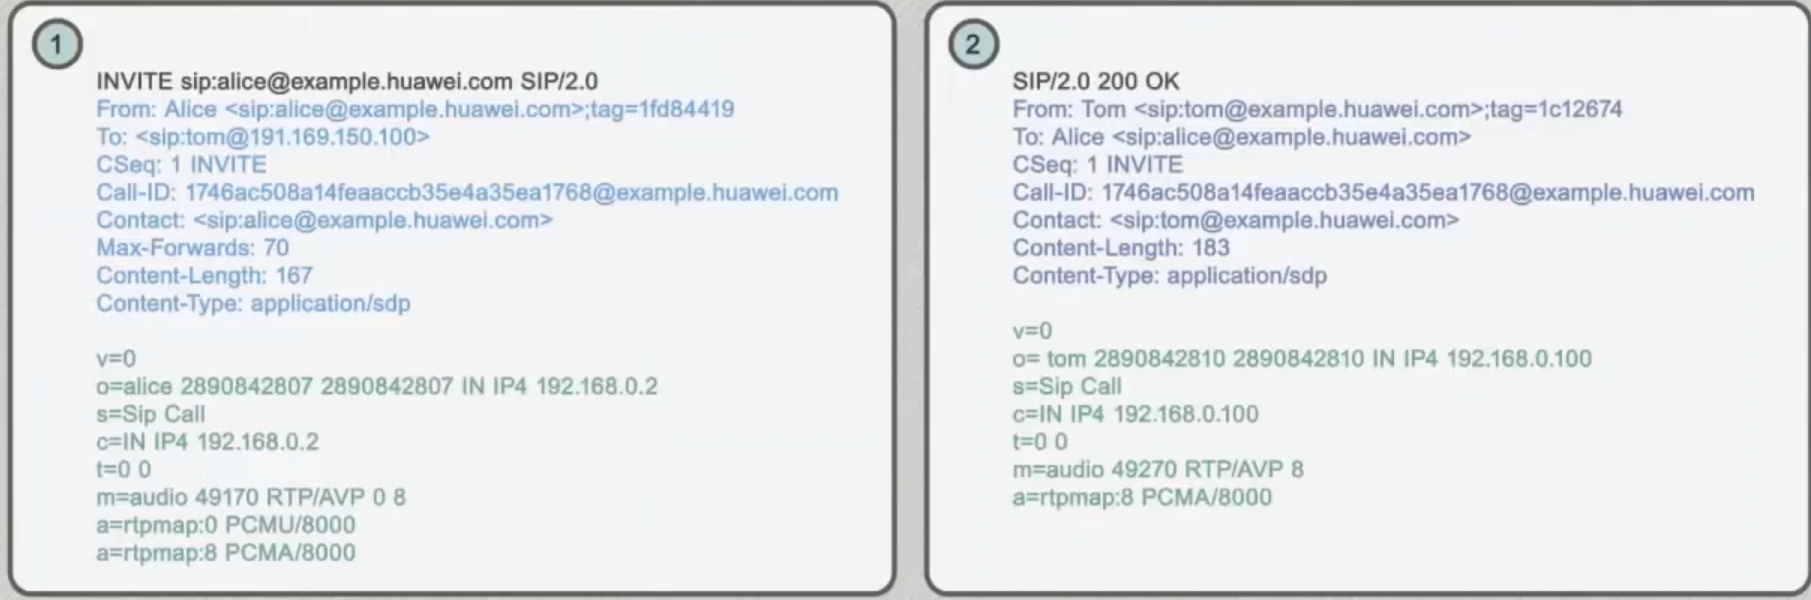 1
INVITE sip:alice@example.huawei.com SIP/2.0
From: Alice <sip:alice@example.huawei.com>;tag=1fd84419
To: <sip:tom@191.169.150.100>
CSeq: 1 INVITE
Call-ID: 1746ac508a14feaaccb35e4a35ea1768@example.huawei.com
Contact: <sip:alice@example.huawei.com>
Max-Forwards: 70
Content-Length: 167
Content-Type: application/sdp
v=0
o=alice 2890842807 2890842807 IN IP4 192.168.0.2
s=Sip Call
c=IN IP4 192.168.0.2
t=0 0
m=audio 49170 RTP/AVP 0 8
a=rtpmap:0 PCMU/8000
a=rtpmap:8 PCMA/8000
2
SIP/2.0 200 OK
From: Tom <sip:tom@example.huawei.com>;tag=1c12674
To: Alice <sip:alice@example.huawei.com>
CSeq: 1 INVITE
Call-ID: 1746ac508a14feaaccb35e4a35ea1768@example.huawei.com
Contact: <sip:tom@example.huawei.com>
Content-Length: 183
Content-Type: application/sdp
v=0
o= tom 2890842810 2890842810 IN IP4 192.168.0.100
s=Sip Call
c=IN IP4 192.168.0.100
t=0 0
m=audio 49270 RTP/AVP 8
a=rtpmap:8 PCMA/8000